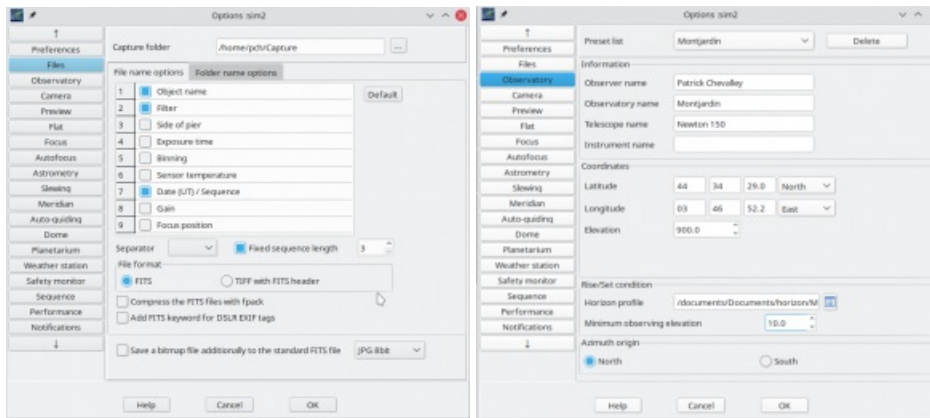 Options :sim2
↑
Preferences
Files
Observatory
Camera
Preview
Flat
Focus
Autofocus
Astrometry
Slewing
Meridian
Auto-guiding
Dome
Planetarium
Weather station
Safety monitor
Sequence
Performance
Notifications
↓
Capture folder /home/pch/Capture ...
File name options Folder name options
1 Object name
2 Filter
3 Side of pier
4 Exposure time
5 Binning
6 Sensor temperature
7 Date (UT) / Sequence
8 Gain
9 Focus position
Default
Separator Fixed sequence length 3
File format
FITS TIFF with FITS header
Compress the FITS files with fpack
Add FITS keyword for DSLR EXIF tags
Save a bitmap file additionally to the standard FITS file JPG 8bit
Help Cancel OK
Options :sim2
↑
Preferences
Files
Observatory
Camera
Preview
Flat
Focus
Autofocus
Astrometry
Slewing
Meridian
Auto-guiding
Dome
Planetarium
Weather station
Safety monitor
Sequence
Performance
Notifications
↓
Preset list Montjardin Delete
Information
Observer name Patrick Chevalley
Observatory name Montjardin
Telescope name Newton 150
Instrument name
Coordinates
Latitude 44 34 29.0 North
Longitude 03 46 52.2 East
Elevation 900.0
Rise/Set condition
Horizon profile /documents/Documents/horizon/M
Minimum observing elevation 10.0
Azimuth origin
North South
Help Cancel OK